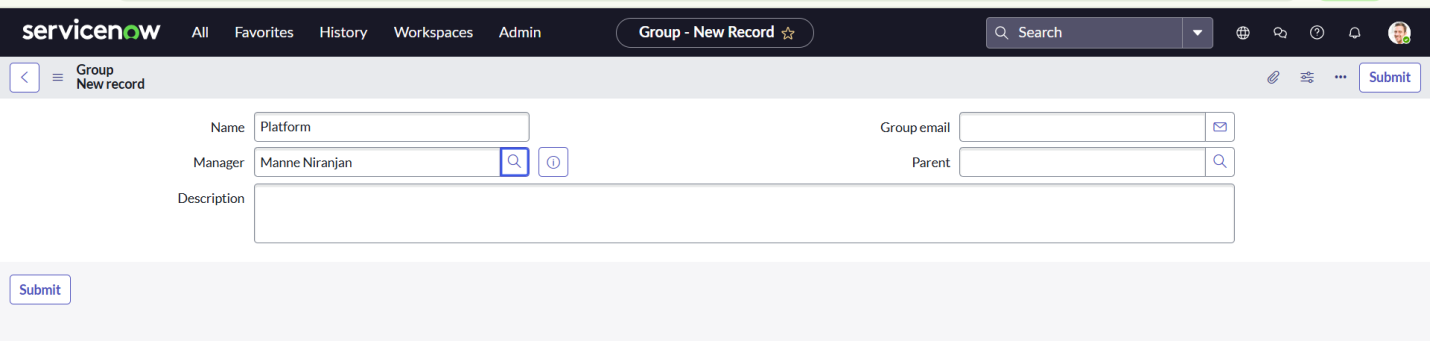 servicenow All Favorites History Workspaces Admin Group - New Record Search
Group
New record
Submit
Name Platform Group email
Manager Manne Niranjan Parent
Description
Submit